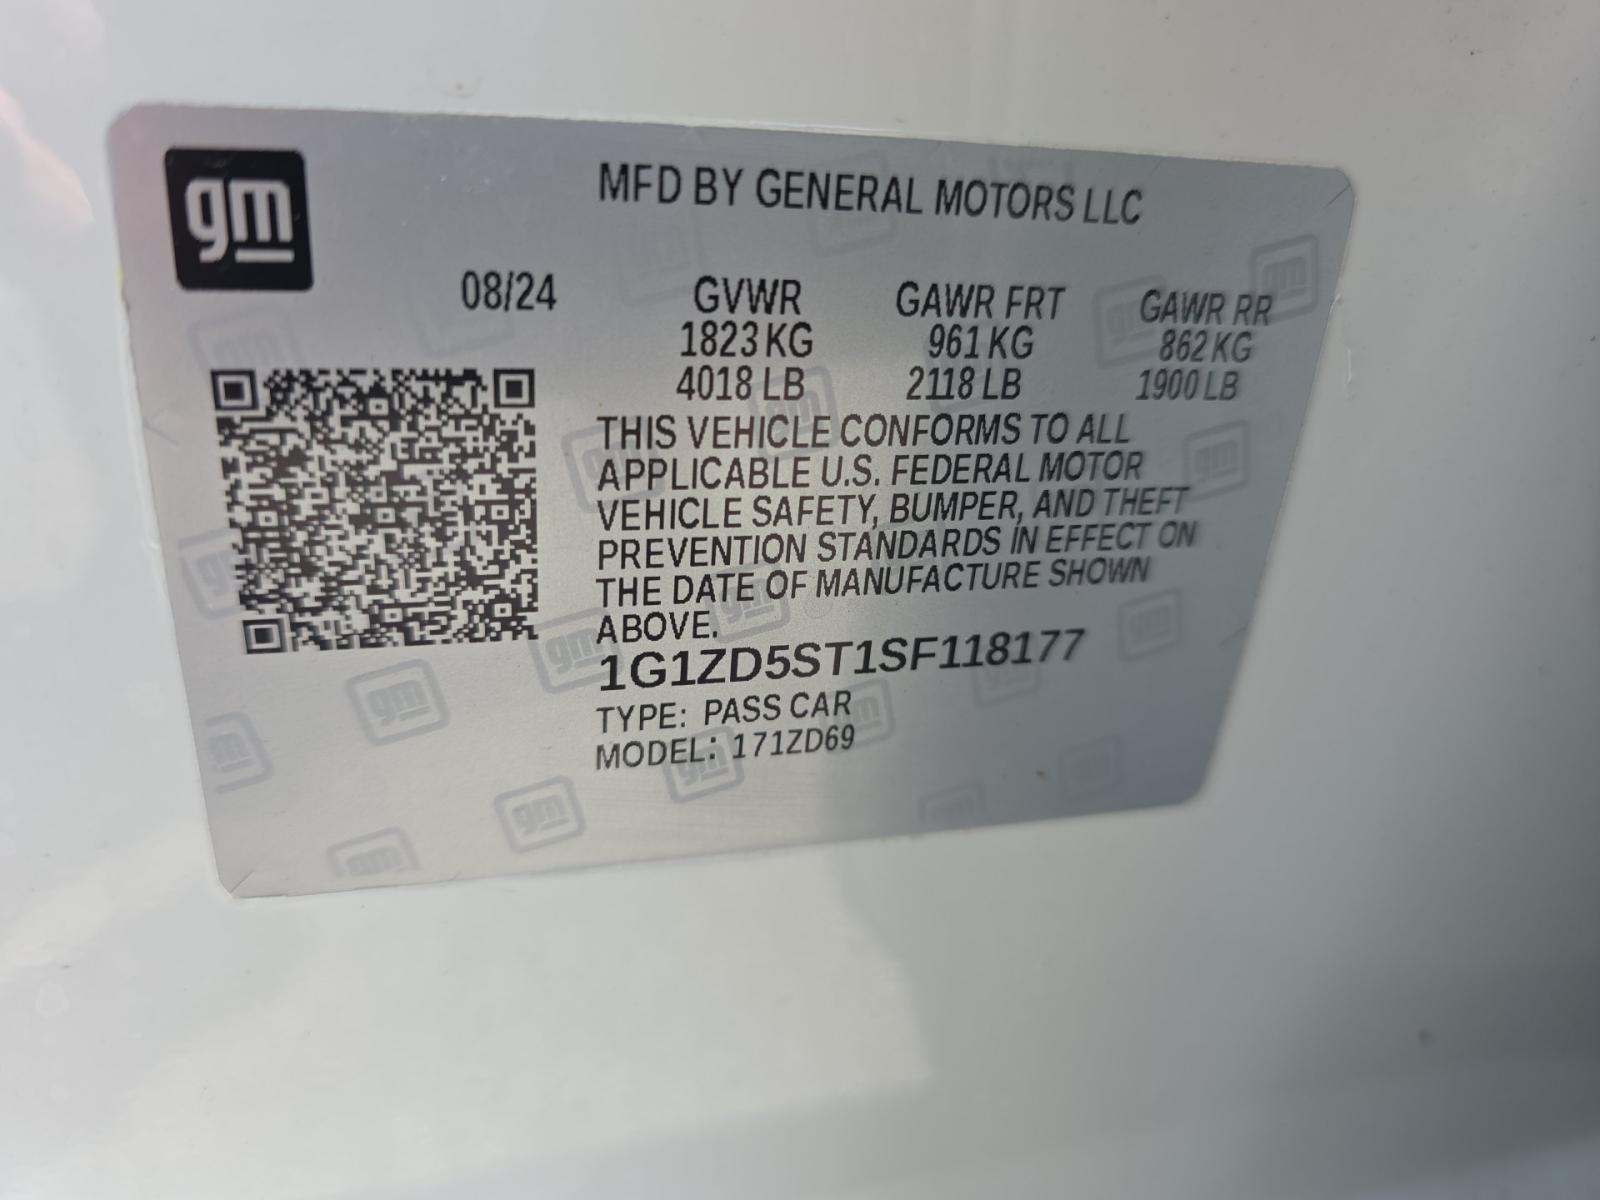 gm
MFD BY GENERAL MOTORS LLC
08/24 GVWR GAWR FRT GAWR RR
1823 KG 961 KG 862 KG
4018 LB 2118 LB 1900 LB
THIS VEHICLE CONFORMS TO ALL
APPLICABLE U.S. FEDERAL MOTOR
VEHICLE SAFETY, BUMPER, AND THEFT
PREVENTION STANDARDS IN EFFECT ON
THE DATE OF MANUFACTURE SHOWN
ABOVE.
1G1ZD5ST1SF118177
TYPE: PASS CAR
MODEL: 171ZD69